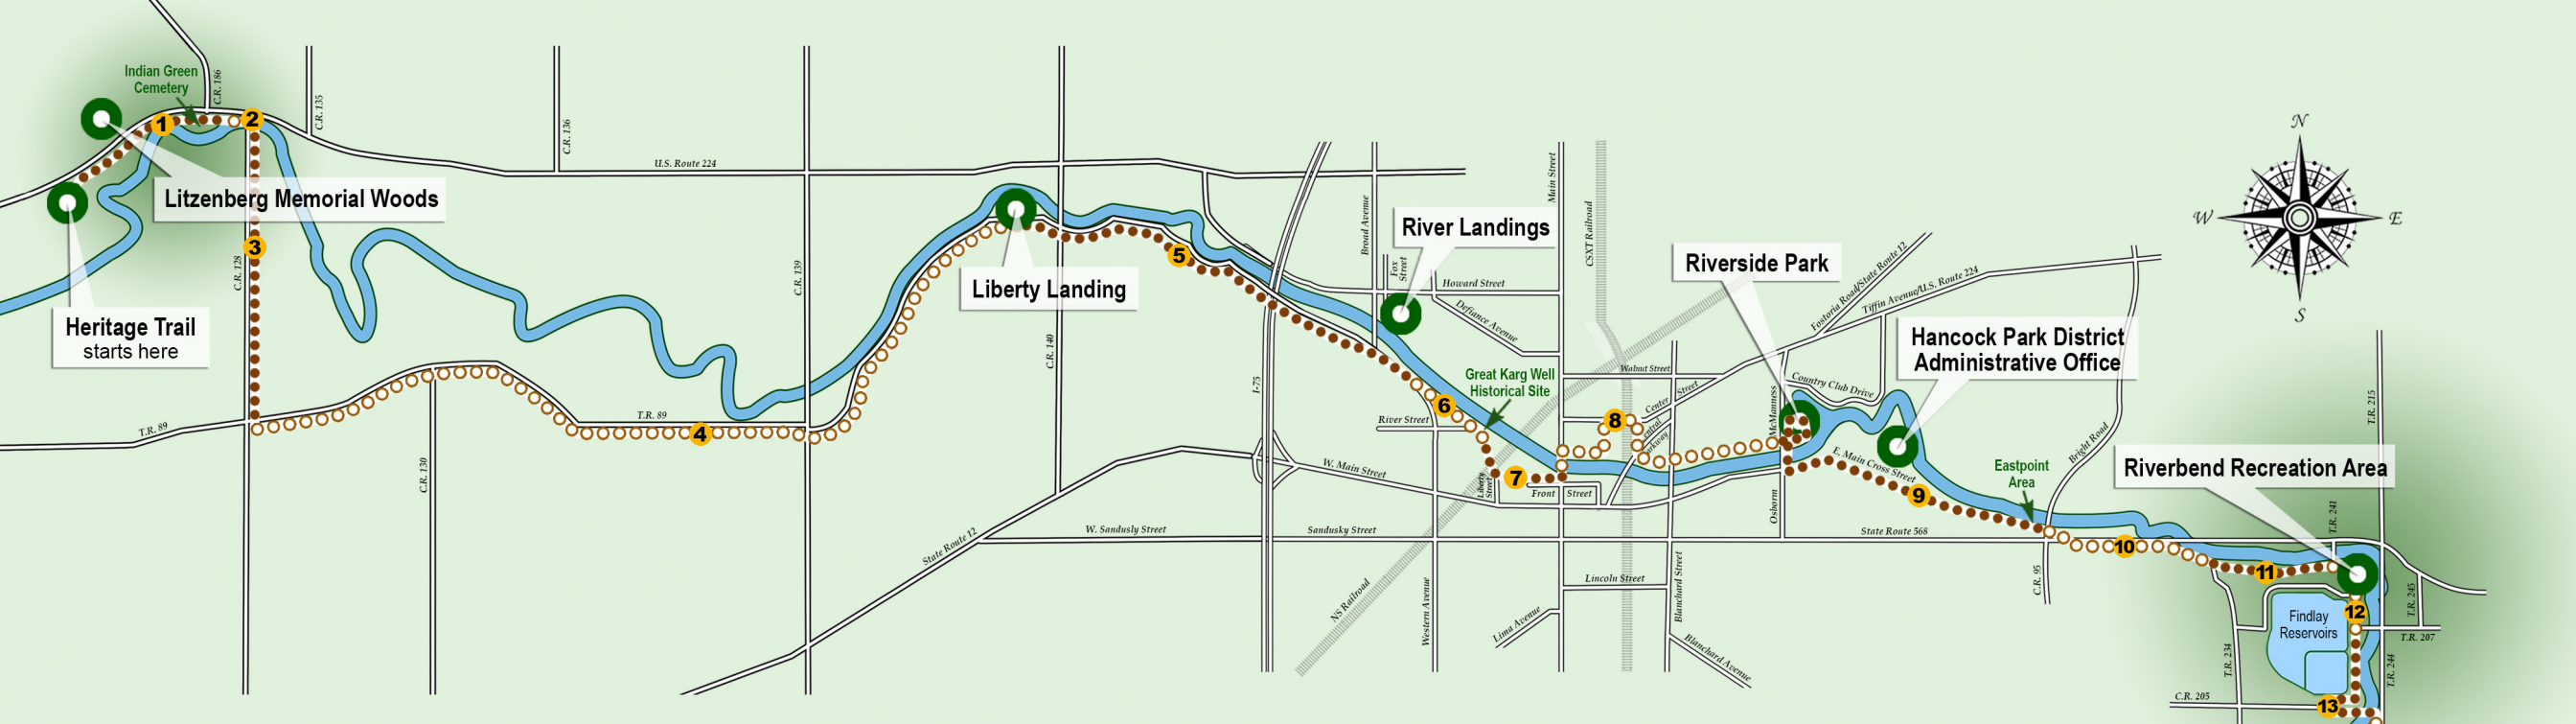 Indian Green
Cemetery
C.R. 186
C.R. 135
C.R. 136
U.S. Route 224
1
2
3
Litzenberg Memorial Woods
Heritage Trail
starts here
C.R. 128
T.R. 89
C.R. 130
T.R. 89
4
C.R. 139
Liberty Landing
C.R. 140
5
State Route 12
W. Sandusly Street
I-75
W. Main Street
Sandusky Street
Broad Avenue
Fox
Street
River Landings
Howard Street
Defiance Avenue
Main Street
CSXT Railroad
Great Karg Well
Historical Site
River Street
6
7
Liberty
Street
Front Street
8
Walnut Street
Center Street
NS Railroad
Western Avenue
Lima Avenue
Lincoln Street
Blanchard Street
Blanchard Avenue
Riverside Park
McManness
Osborn
Fostoria Road/State Route 12
Tiffin Avenue/U.S. Route 224
Country Club Drive
Hancock Park District
Administrative Office
E. Main Cross Street
9
State Route 568
Eastpoint
Area
Bright Road
C.R. 95
10
Riverbend Recreation Area
T.R. 215
T.R. 241
11
12
Findlay
Reservoirs
T.R. 245
T.R. 207
T.R. 234
T.R. 244
C.R. 205
13
N
W
E
S